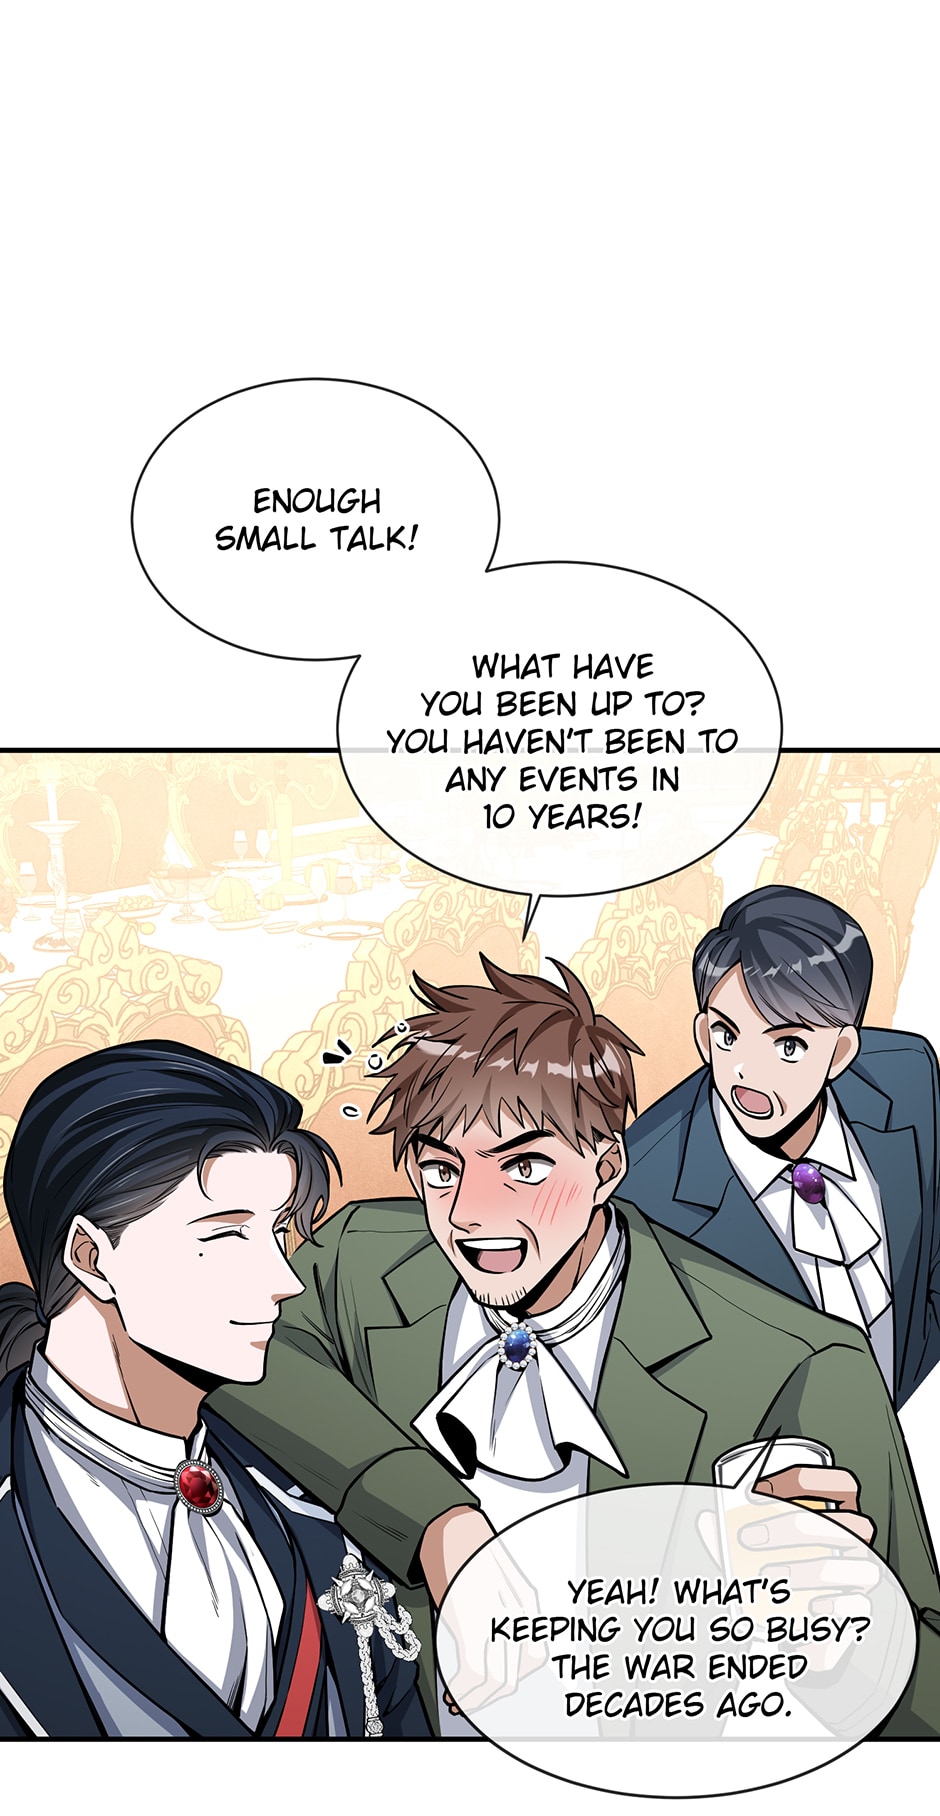 ENOUGH
SMALL TALK!
WHAT HAVE
YOU BEEN UP TO?
YOU HAVEN'T BEEN TO
ANY EVENTS IN
10 YEARS!
YEAH! WHAT'S
KEEPING YOU SO BUSY?
THE WAR ENDED
DECADES AGO.